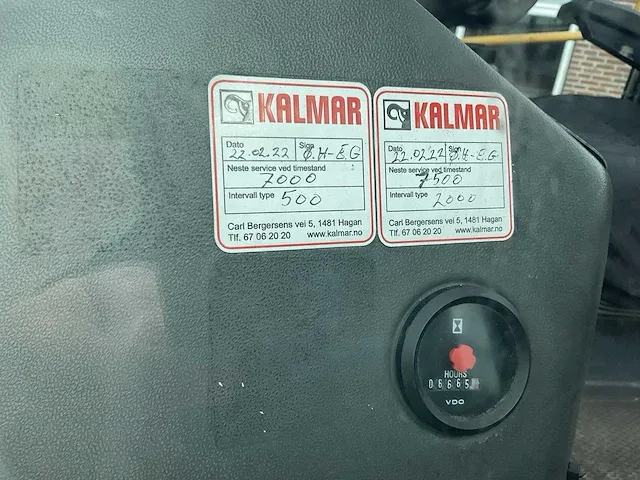 KALMAR
Dato 22.02.22 Sign Ø.H-E.G
Neste service ved timestand
7000
Intervall type 500
Carl Bergersens vei 5, 1481 Hagan
Tlf. 67 06 20 20 www.kalmar.no
KALMAR
Dato 22.02.22 Sign Ø.H-E.G
Neste service ved timestand
7500
Intervall type 2000
Carl Bergersens vei 5, 1481 Hagan
Tlf. 67 06 20 20 www.kalmar.no
HOURS
06665
VDO